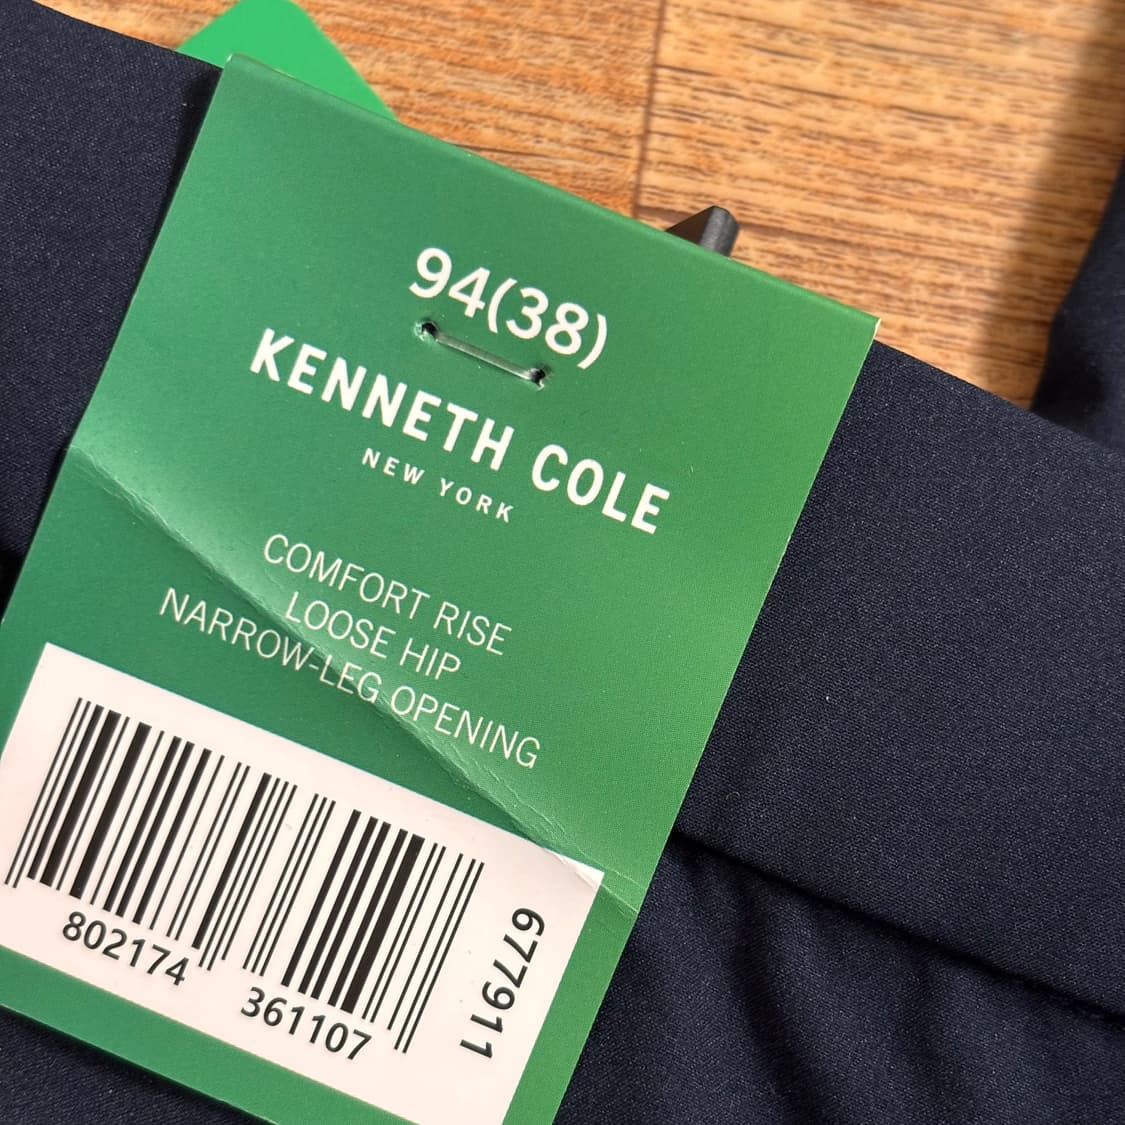 94(38)
KENNETH COLE
NEW YORK
COMFORT RISE
LOOSE HIP
NARROW-LEG OPENING
802174
361107
677911